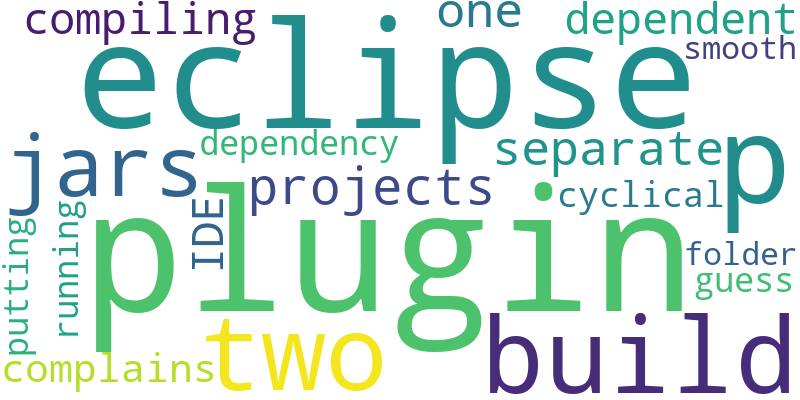 compiling
one
dependent
eclipse
smooth
jars
dependency
separate
p
projects
cyclical
IDE
plugin
putting
running
folder
guess
two
build
complains